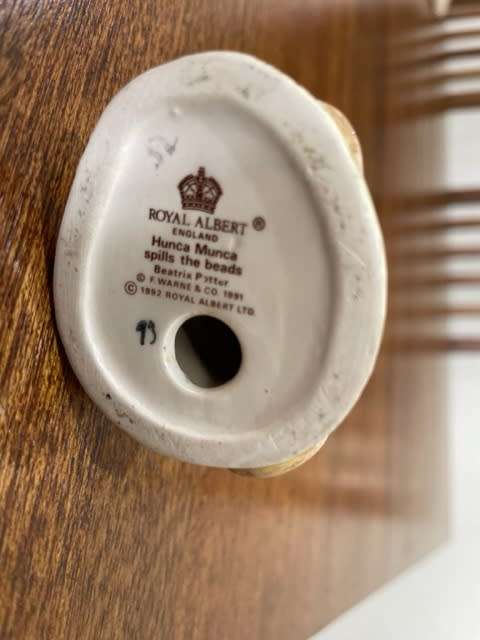 ROYAL ALBERT ®
ENGLAND
Hunca Munca
spills the beads
Beatrix Potter
© F. WARNE & CO. 1991
© 1992 ROYAL ALBERT LTD.